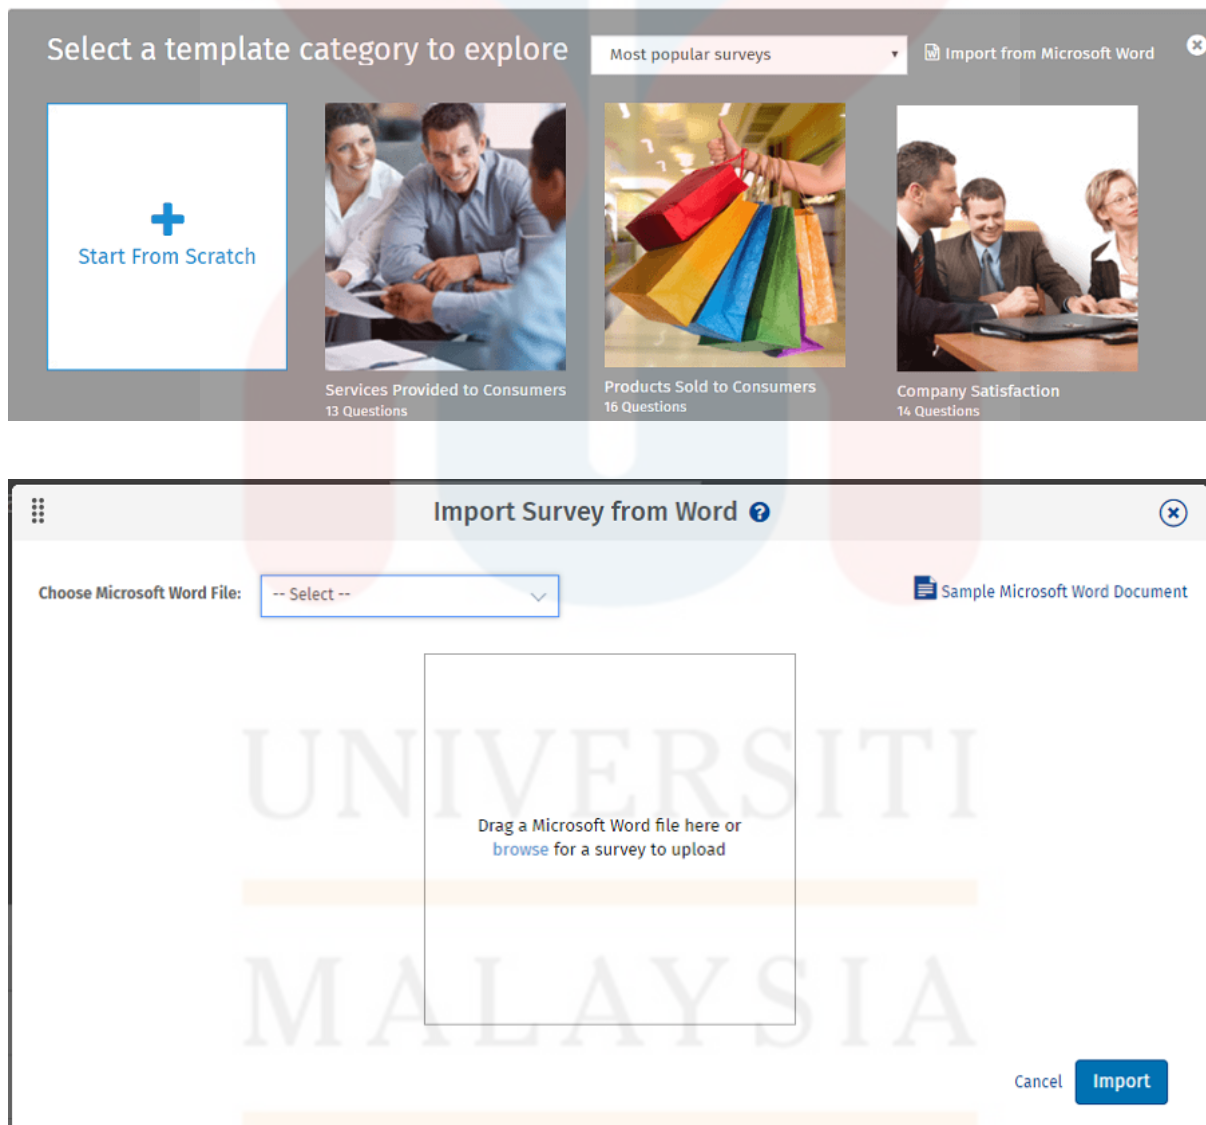 Select a template category to explore
Most popular surveys
Import from Microsoft Word
Start From Scratch
Services Provided to Consumers
13 Questions
Products Sold to Consumers
16 Questions
Company Satisfaction
14 Questions
Import Survey from Word
Choose Microsoft Word File:
-- Select --
Sample Microsoft Word Document
Drag a Microsoft Word file here or
browse for a survey to upload
UNIVERSITI
MALAYSIA
Cancel
Import